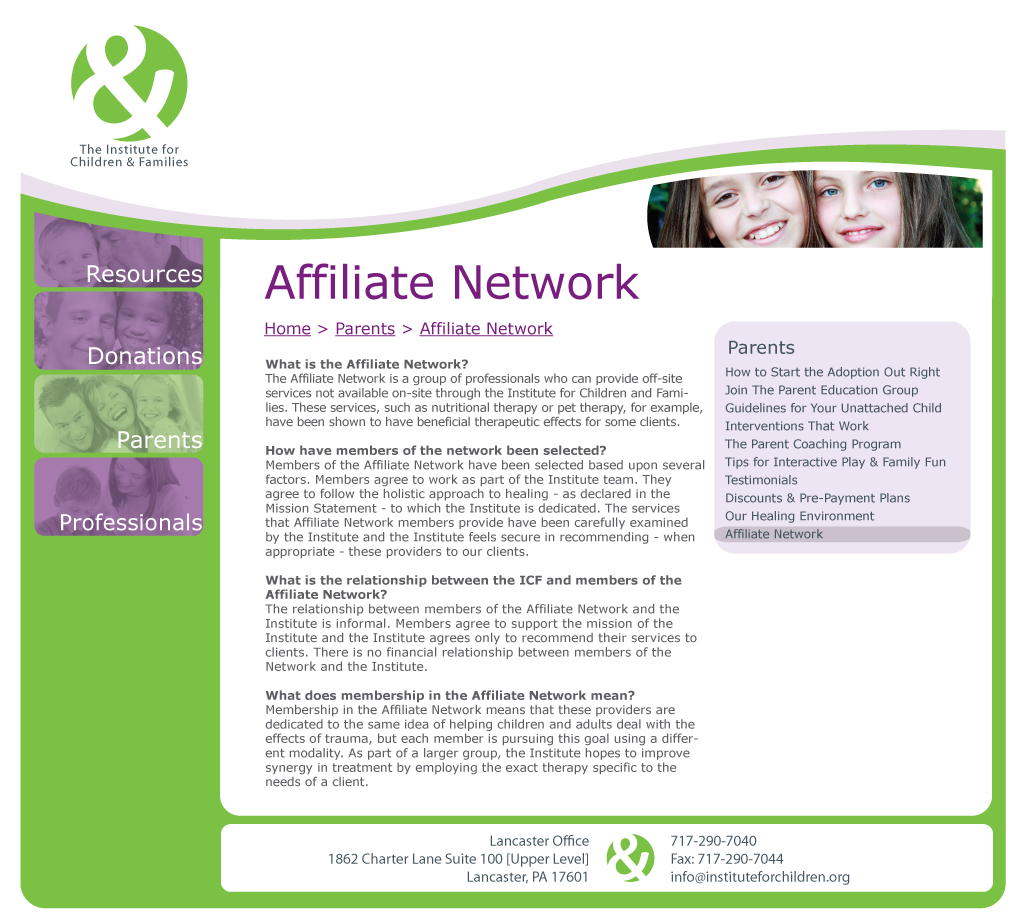 The Institute for
Children & Families
Resources
Donations
Parents
Professionals
Affiliate Network
Home > Parents > Affiliate Network
What is the Affiliate Network?
The Affiliate Network is a group of professionals who can provide off-site
services not available on-site through the Institute for Children and Fami-
lies. These services, such as nutritional therapy or pet therapy, for example,
have been shown to have beneficial therapeutic effects for some clients.
How have members of the network been selected?
Members of the Affiliate Network have been selected based upon several
factors. Members agree to work as part of the Institute team. They
agree to follow the holistic approach to healing - as declared in the
Mission Statement - to which the Institute is dedicated. The services
that Affiliate Network members provide have been carefully examined
by the Institute and the Institute feels secure in recommending - when
appropriate - these providers to our clients.
What is the relationship between the ICF and members of the
Affiliate Network?
The relationship between members of the Affiliate Network and the
Institute is informal. Members agree to support the mission of the
Institute and the Institute agrees only to recommend their services to
clients. There is no financial relationship between members of the
Network and the Institute.
What does membership in the Affiliate Network mean?
Membership in the Affiliate Network means that these providers are
dedicated to the same idea of helping children and adults deal with the
effects of trauma, but each member is pursuing this goal using a differ-
ent modality. As part of a larger group, the Institute hopes to improve
synergy in treatment by employing the exact therapy specific to the
needs of a client.
Parents
How to Start the Adoption Out Right
Join The Parent Education Group
Guidelines for Your Unattached Child
Interventions That Work
The Parent Coaching Program
Tips for Interactive Play & Family Fun
Testimonials
Discounts & Pre-Payment Plans
Our Healing Environment
Affiliate Network
Lancaster Office
1862 Charter Lane Suite 100 [Upper Level]
Lancaster, PA 17601
&
717-290-7040
Fax: 717-290-7044
info@instituteforchildren.org